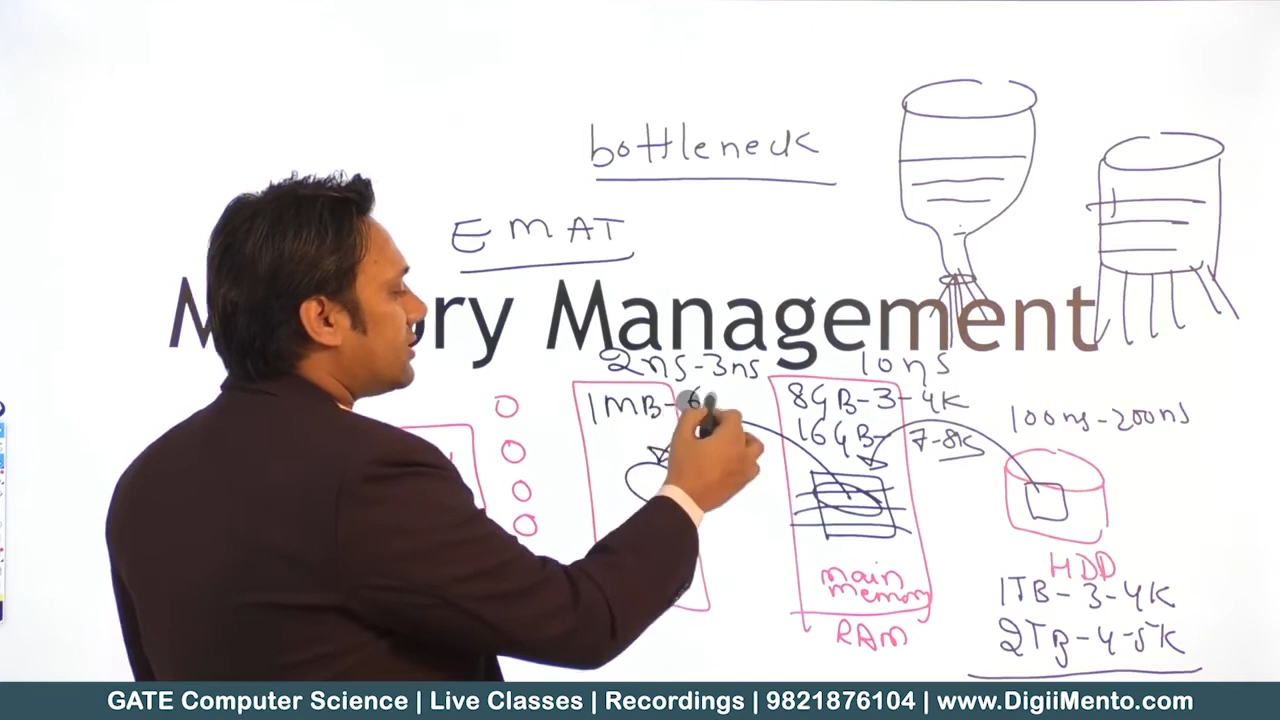 bottleneck
EMAT
Memory Management
2ns-3ns
10ns
1MB-
8GB-3-4K
16GB-
7-8K
100ns-200ns
main
memory
RAM
HDD
1TB-3-4K
2TB-4-5K
GATE Computer Science | Live Classes | Recordings | 9821876104 | www.DigiiMento.com